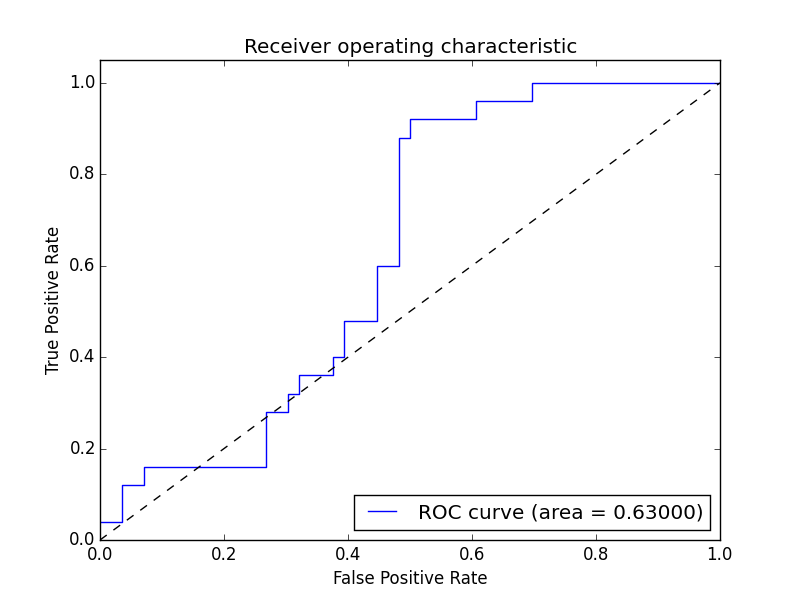 Receiver operating characteristic
1.0
0.8
0.6
0.4
0.2
0.0
True Positive Rate
ROC curve (area = 0.63000)
0.0 0.2 0.4 0.6 0.8 1.0
False Positive Rate